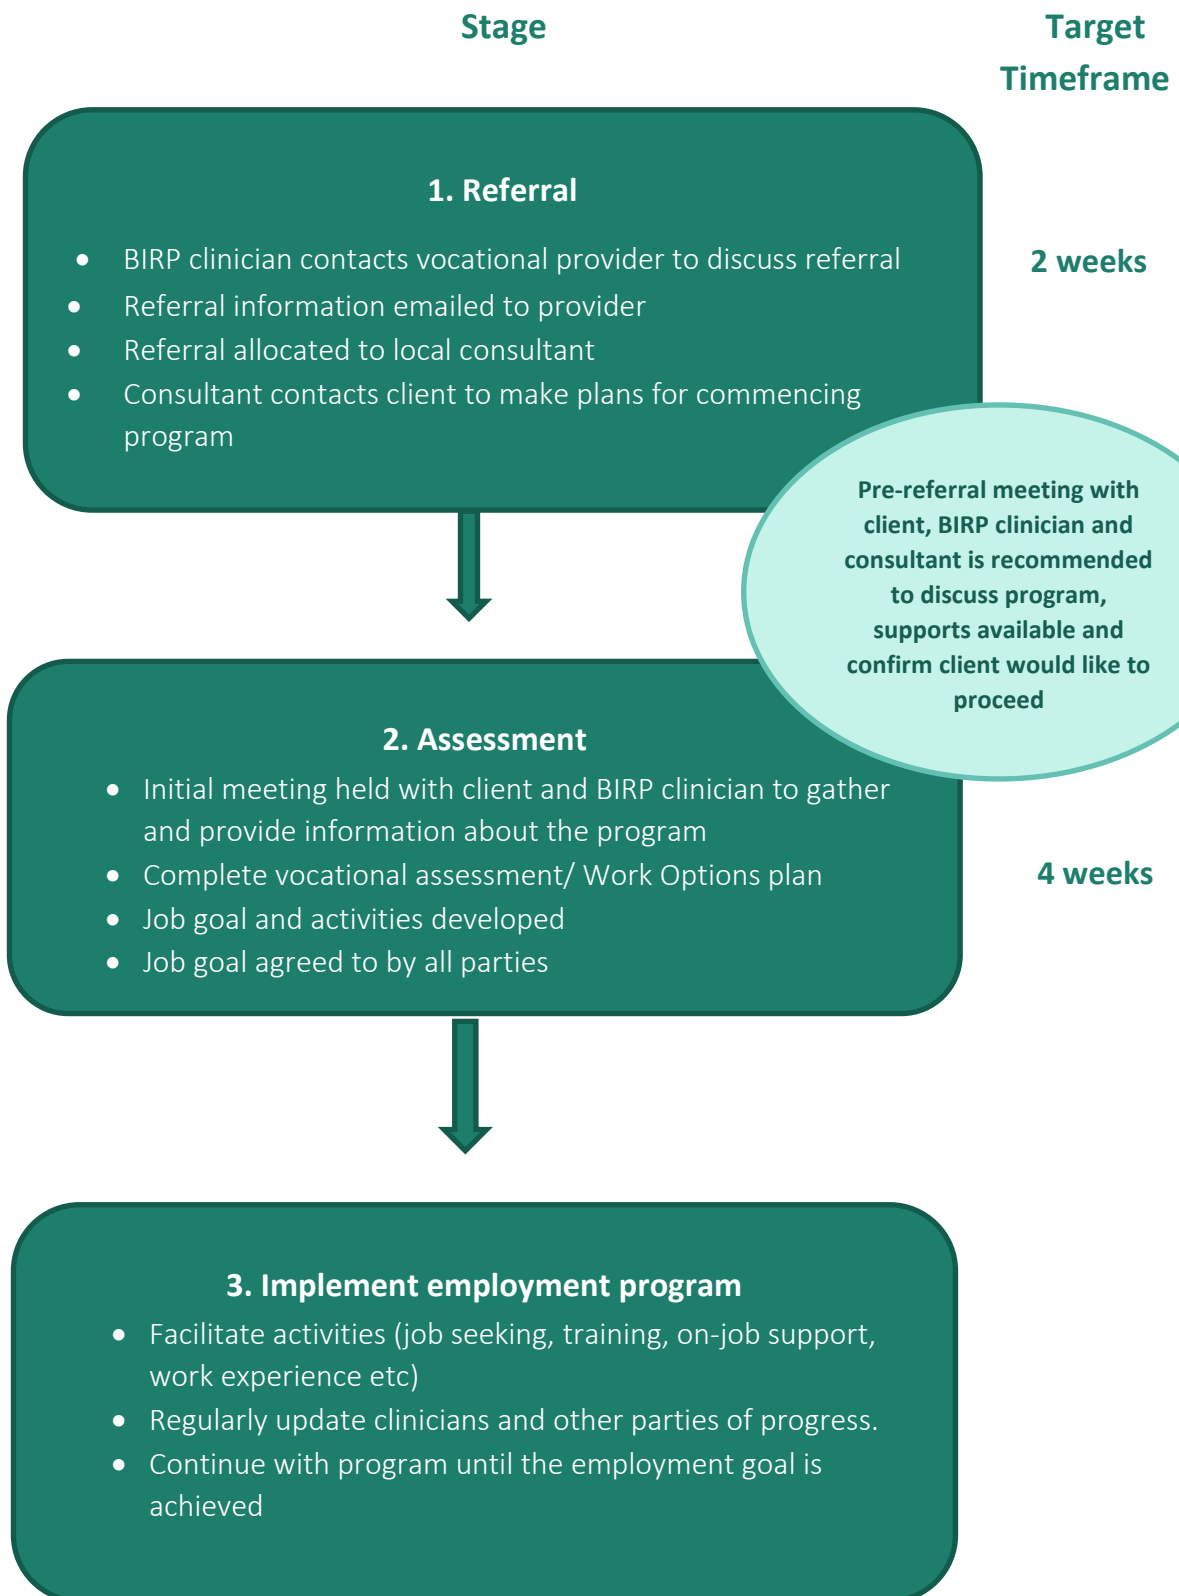 Stage
Target
Timeframe
1. Referral
• BIRP clinician contacts vocational provider to discuss referral
• Referral information emailed to provider
• Referral allocated to local consultant
• Consultant contacts client to make plans for commencing
program
2 weeks
Pre-referral meeting with
client, BIRP clinician and
consultant is recommended
to discuss program,
supports available and
confirm client would like to
proceed
2. Assessment
• Initial meeting held with client and BIRP clinician to gather
and provide information about the program
• Complete vocational assessment/ Work Options plan
• Job goal and activities developed
• Job goal agreed to by all parties
4 weeks
3. Implement employment program
• Facilitate activities (job seeking, training, on-job support,
work experience etc)
• Regularly update clinicians and other parties of progress.
• Continue with program until the employment goal is
achieved